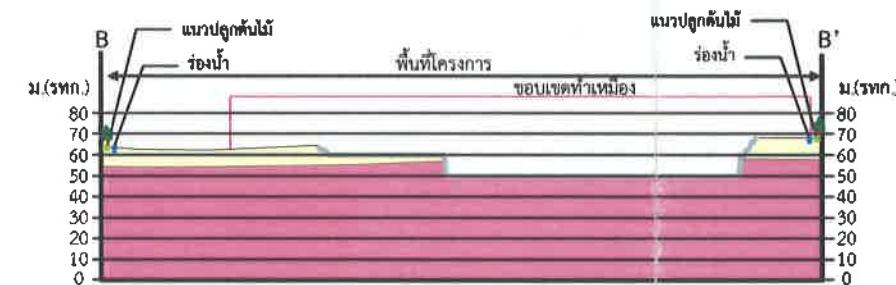 แนวปลูกต้นไม้ แนวปลูกต้นไม้
B B'
ร่องน้ำ พื้นที่โครงการ ร่องน้ำ
ม.(รทก.) ขอบเขตทำเหมือง ม.(รทก.)
80 80
70 70
60 60
50 50
40 40
30 30
20 20
10 10
0 0